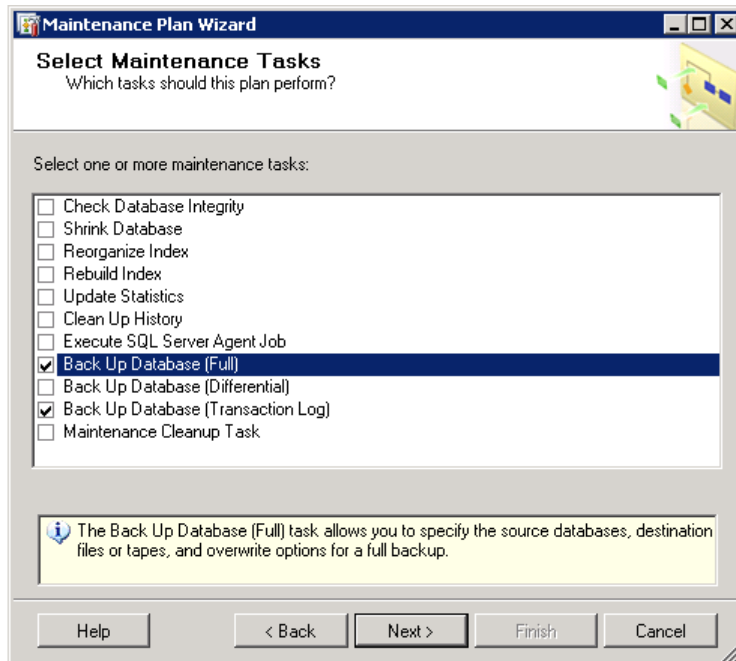 Maintenance Plan Wizard
Select Maintenance Tasks
Which tasks should this plan perform?
Select one or more maintenance tasks:
Check Database Integrity
Shrink Database
Reorganize Index
Rebuild Index
Update Statistics
Clean Up History
Execute SQL Server Agent Job
Back Up Database (Full)
Back Up Database (Differential)
Back Up Database (Transaction Log)
Maintenance Cleanup Task
The Back Up Database (Full) task allows you to specify the source databases, destination
files or tapes, and overwrite options for a full backup.
Help < Back Next > Finish Cancel